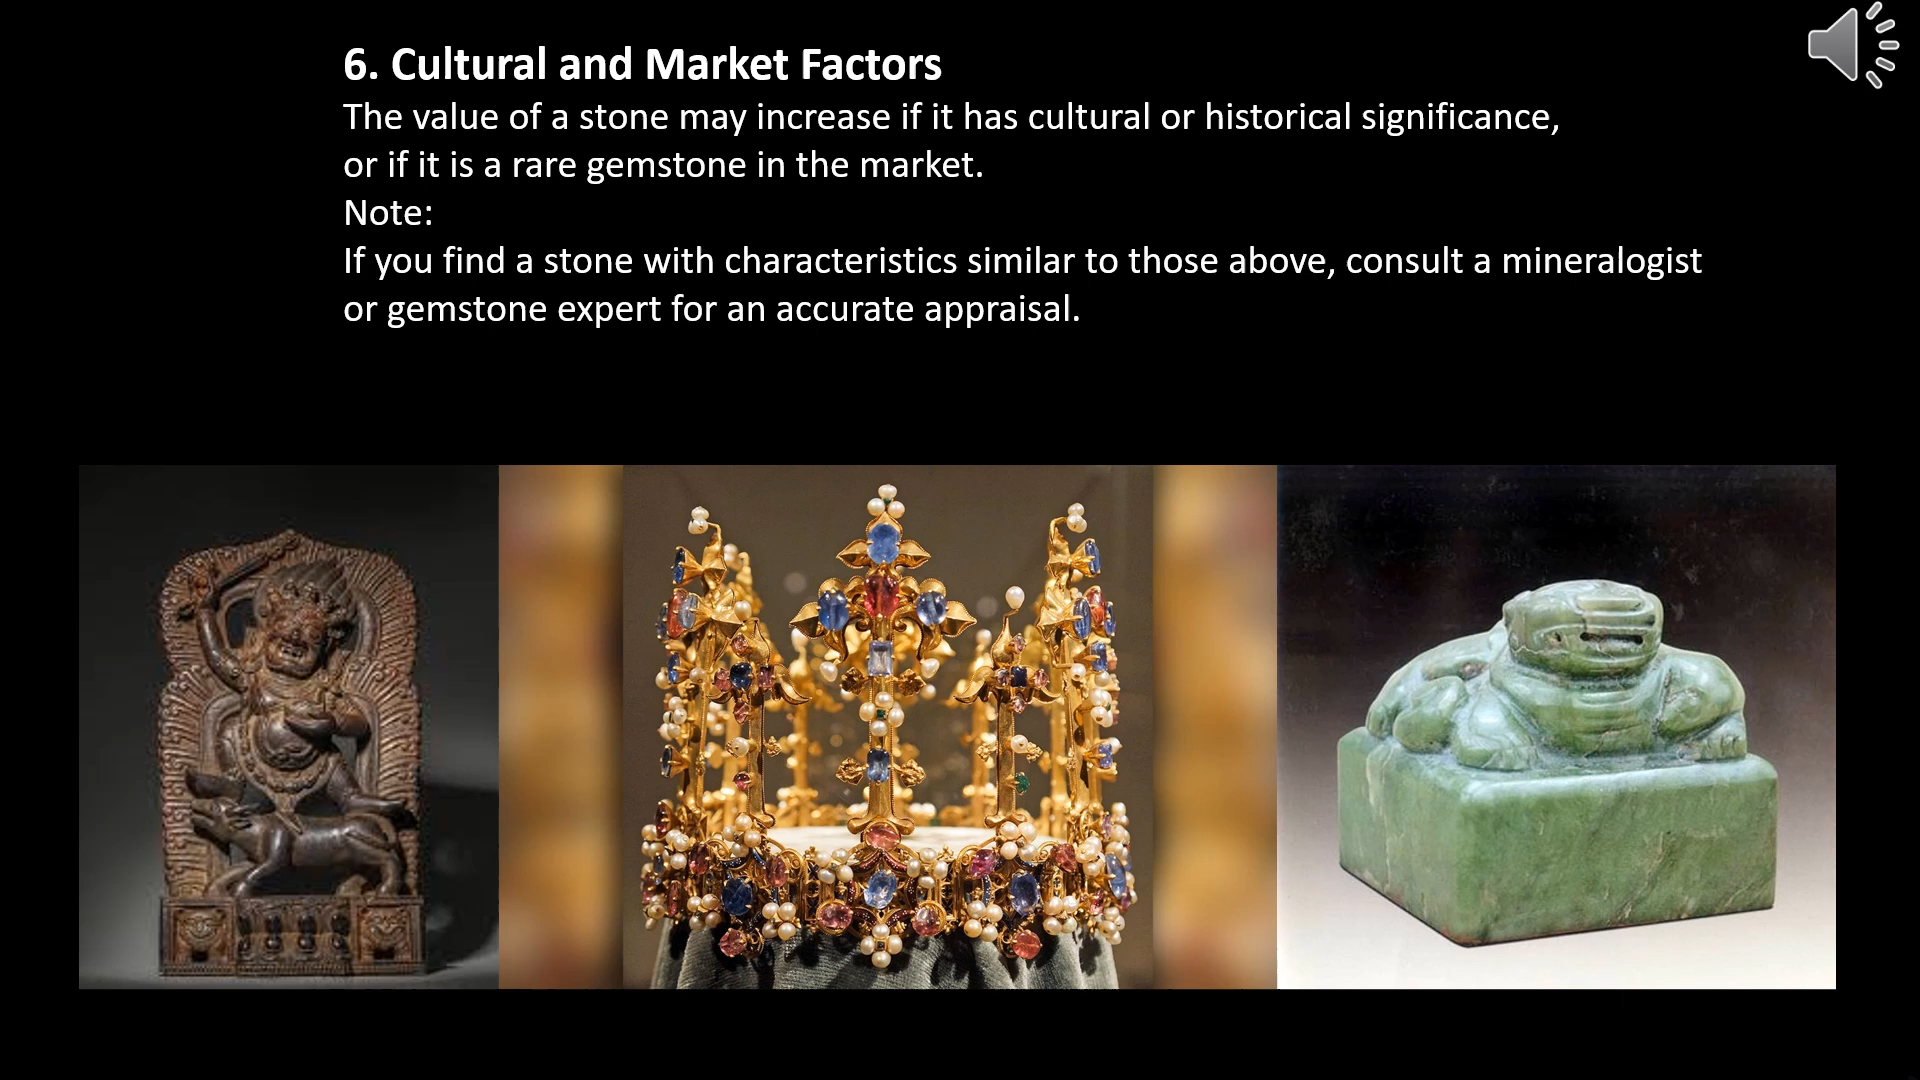 6. Cultural and Market Factors
The value of a stone may increase if it has cultural or historical significance,
or if it is a rare gemstone in the market.
Note:
If you find a stone with characteristics similar to those above, consult a mineralogist
or gemstone expert for an accurate appraisal.